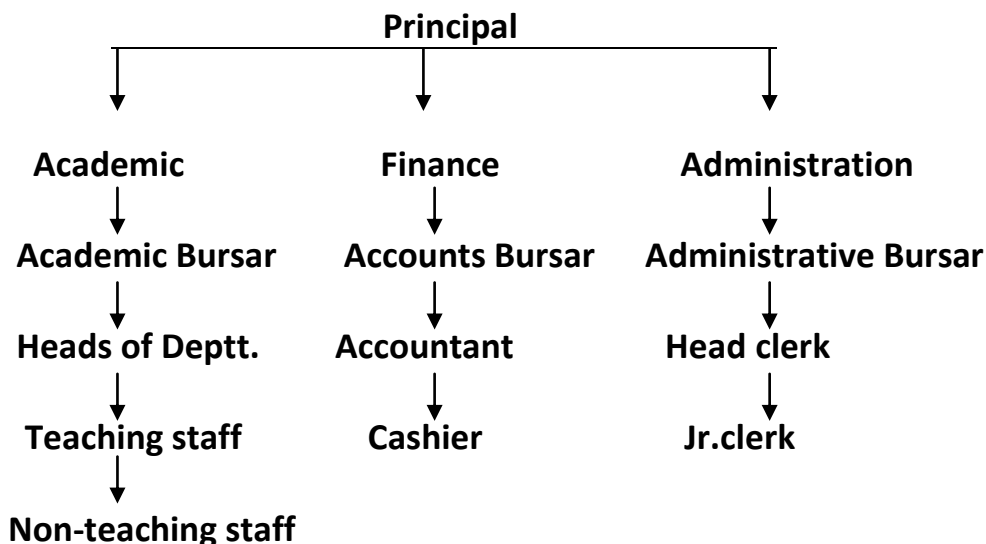 Principal
Academic Finance Administration
Academic Bursar Accounts Bursar Administrative Bursar
Heads of Deptt. Accountant Head clerk
Teaching staff Cashier Jr.clerk
Non-teaching staff